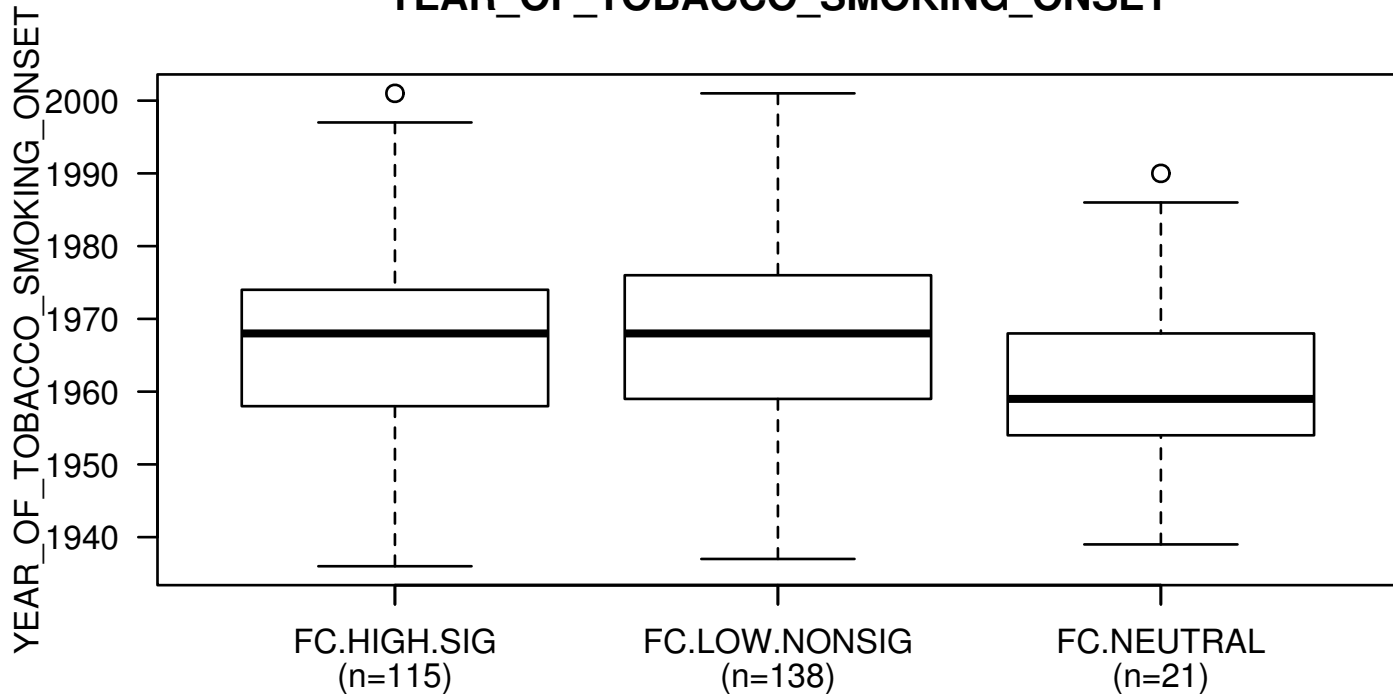 YEAR_OF_TOBACCO_SMOKING_ONSET
YEAR_OF_TOBACCO_SMOKING_ONSET
2000
1990
1980
1970
1960
1950
1940
FC.HIGH.SIG
(n=115)
FC.LOW.NONSIG
(n=138)
FC.NEUTRAL
(n=21)